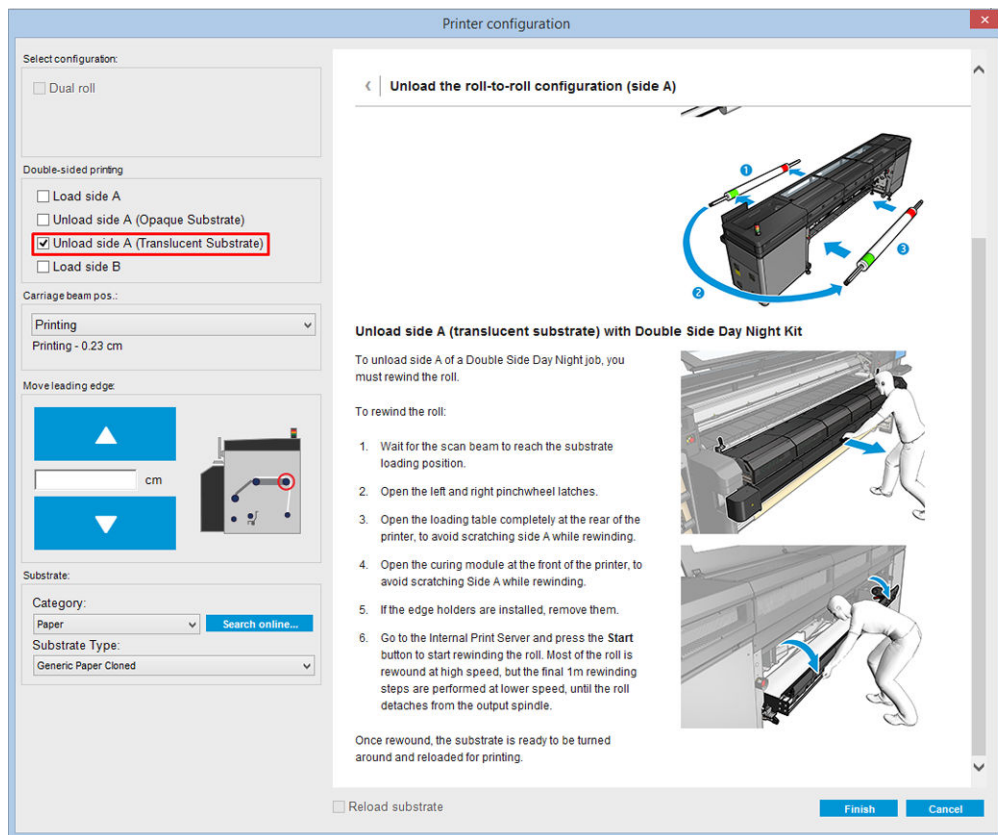 Printer configuration
Select configuration:
Dual roll
Double-sided printing
Load side A
Unload side A (Opaque Substrate)
Unload side A (Translucent Substrate)
Load side B
Carriage beam pos.:
Printing
Printing - 0.23 cm
Move leading edge:
cm
Substrate:
Category:
Paper
Search online...
Substrate Type:
Generic Paper Cloned
Unload the roll-to-roll configuration (side A)
1
2
3
Unload side A (translucent substrate) with Double Side Day Night Kit
To unload side A of a Double Side Day Night job, you
must rewind the roll.
To rewind the roll:
1. Wait for the scan beam to reach the substrate
loading position.
2. Open the left and right pinchwheel latches.
3. Open the loading table completely at the rear of the
printer, to avoid scratching side A while rewinding.
4. Open the curing module at the front of the printer, to
avoid scratching Side A while rewinding.
5. If the edge holders are installed, remove them.
6. Go to the Internal Print Server and press the Start
button to start rewinding the roll. Most of the roll is
rewound at high speed, but the final 1m rewinding
steps are performed at lower speed, until the roll
detaches from the output spindle.
Once rewound, the substrate is ready to be turned
around and reloaded for printing.
Reload substrate
Finish
Cancel